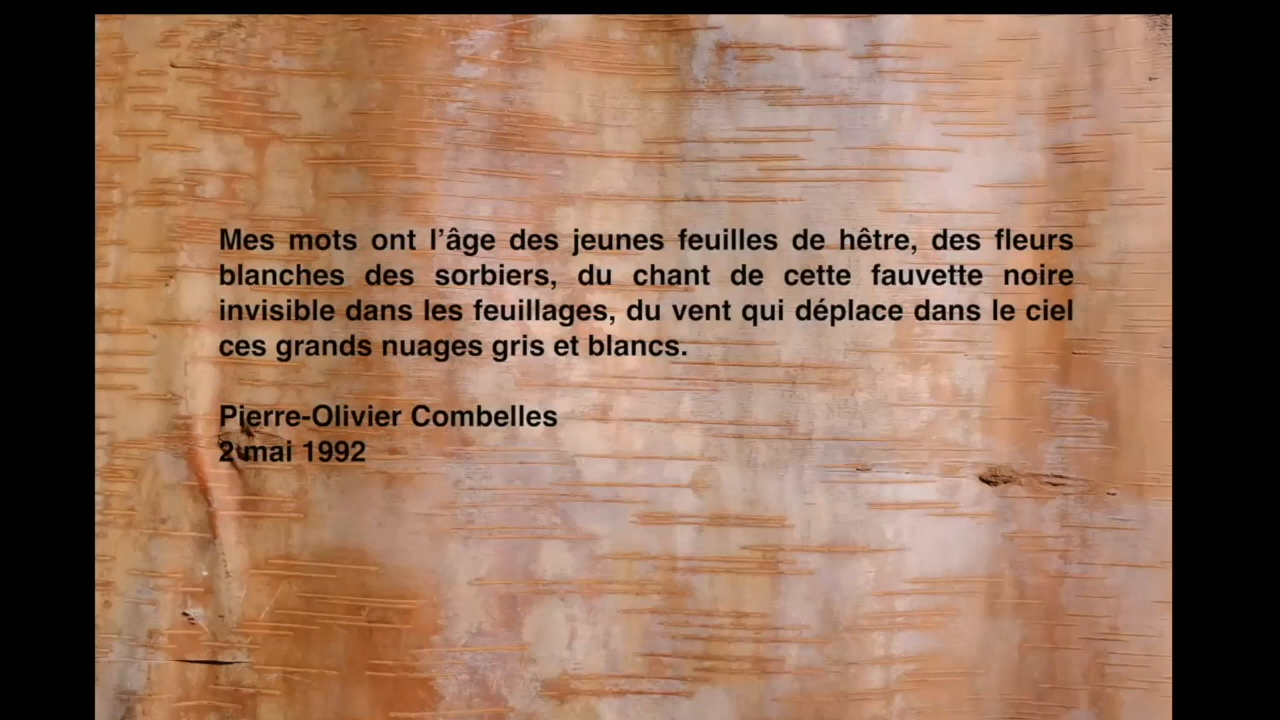 Mes mots ont l’âge des jeunes feuilles de hêtre, des fleurs
blanches des sorbiers, du chant de cette fauvette noire
invisible dans les feuillages, du vent qui déplace dans le ciel
ces grands nuages gris et blancs.
Pierre-Olivier Combelles
2 mai 1992